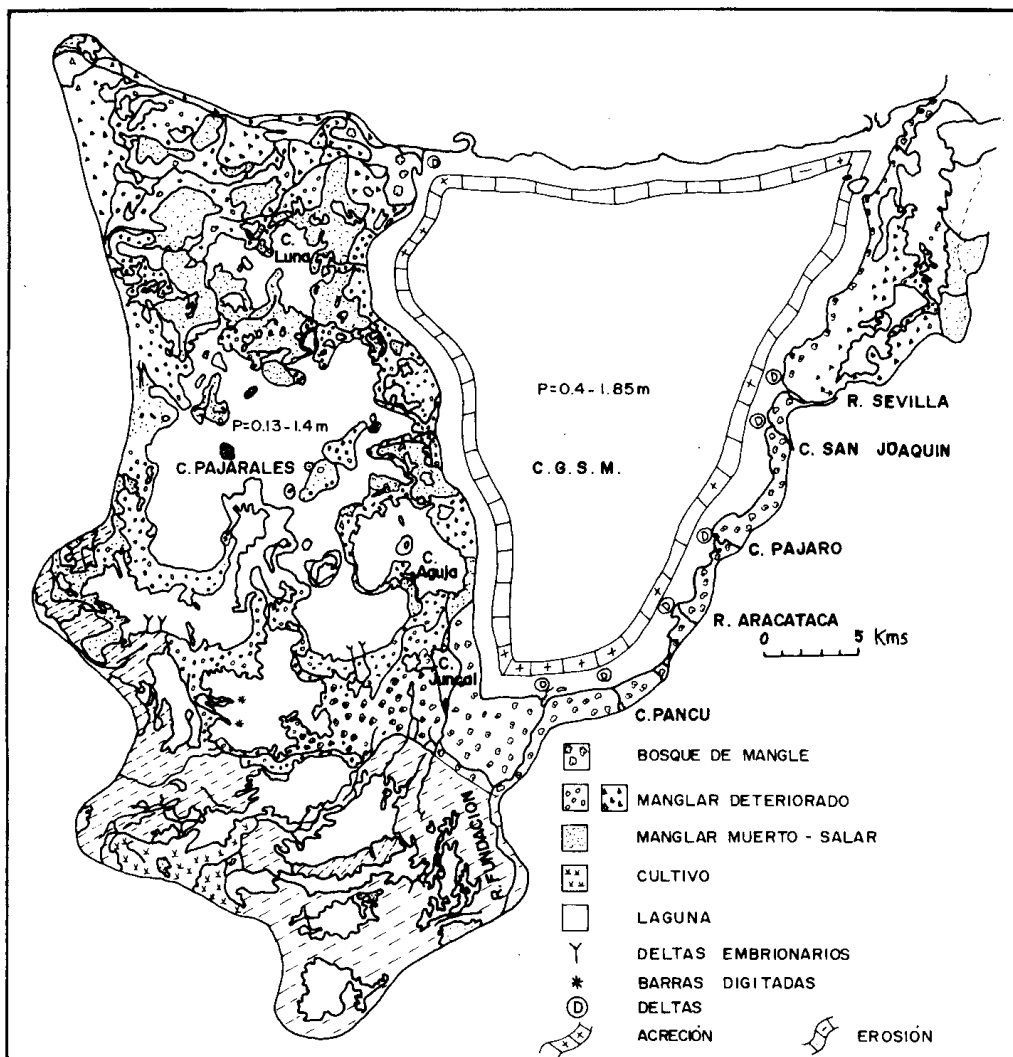 C.
Luna
P=0.4-1.85m
P=0.13-1.4m
C. PAJARALES
C.G.S.M.
R. SEVILLA
C. SAN JOAQUIN
C. PAJARO
R. ARACATACA
0 5 Kms
C.
Aguja
C.
Juncal
C. PANCU
R. FUNDACION
BOSQUE DE MANGLE
MANGLAR DETERIORADO
MANGLAR MUERTO - SALAR
CULTIVO
LAGUNA
DELTAS EMBRIONARIOS
BARRAS DIGITADAS
D DELTAS
ACRECIÓN
EROSIÓN
D
D
D
D
D
D
D